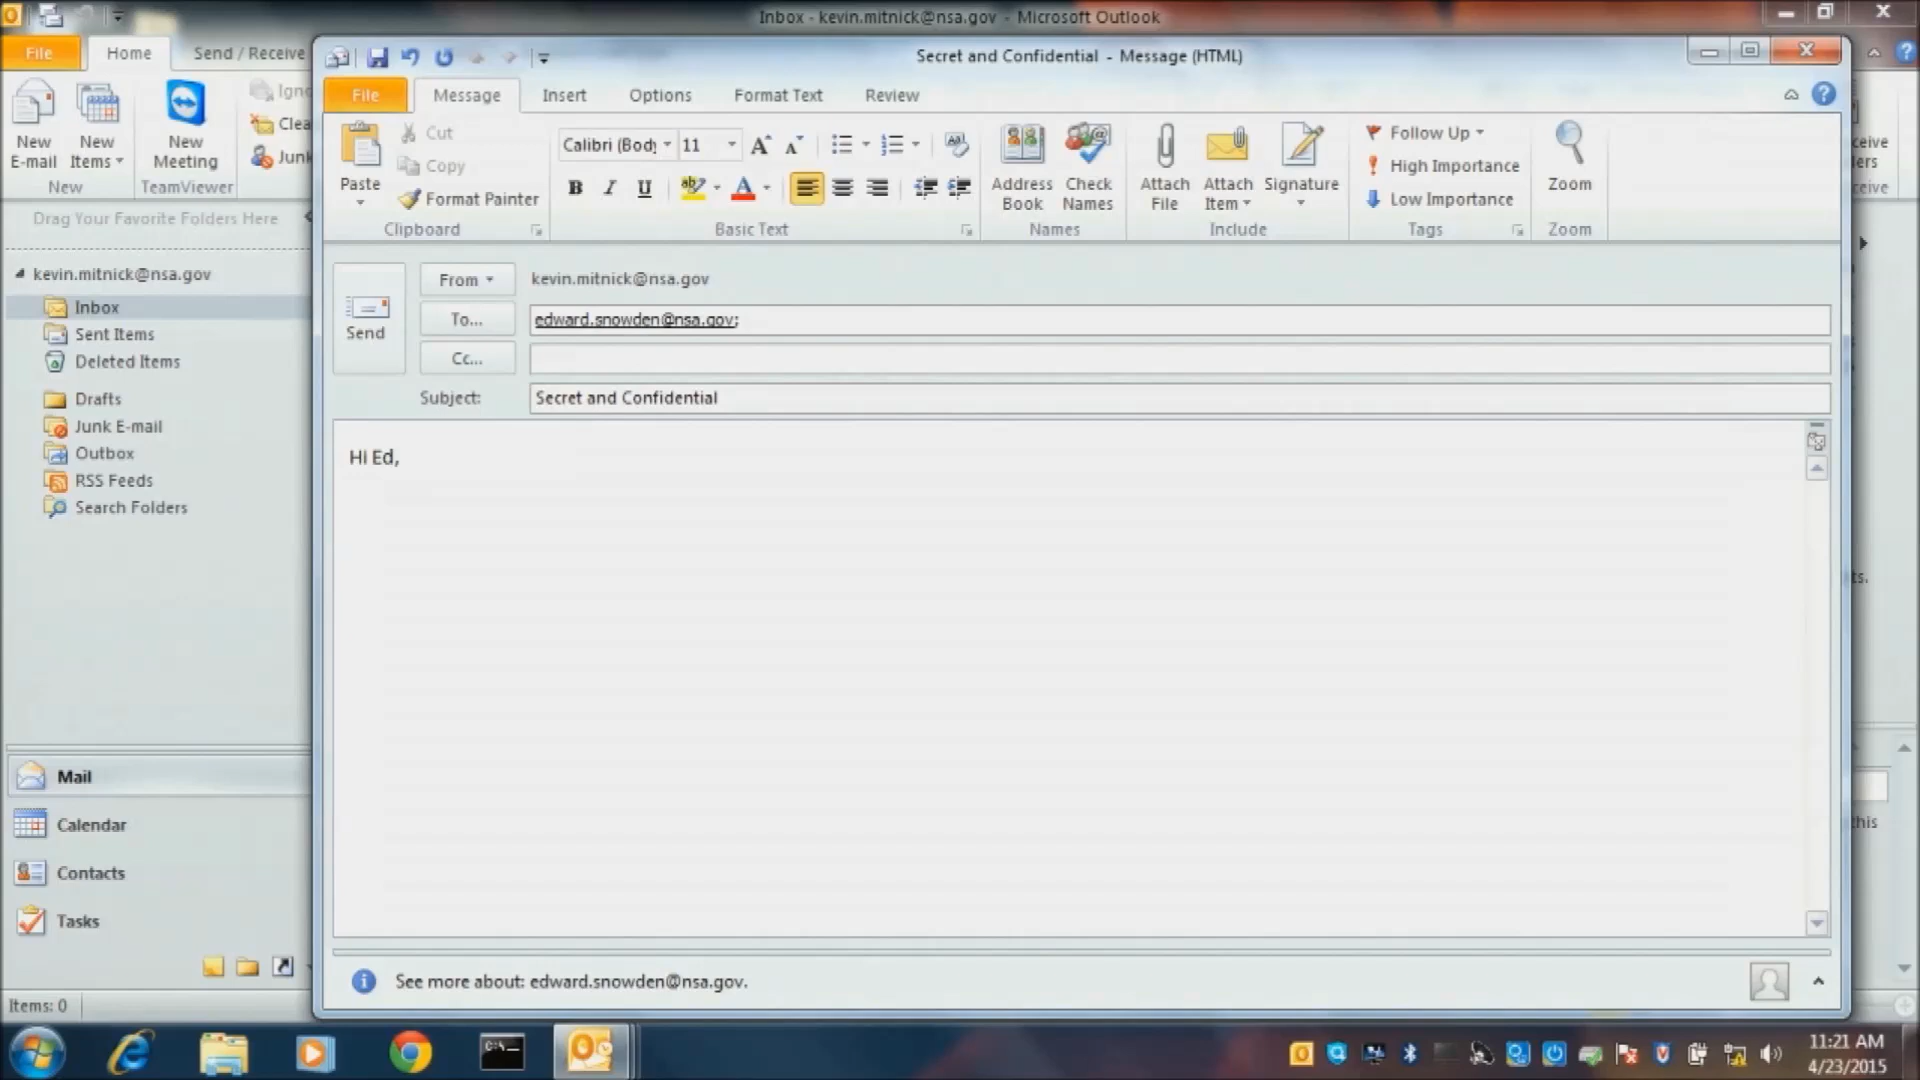 Inbox - kevin.mitnick@nsa.gov - Microsoft Outlook
File
Home
Send / Receive
New E-mail
New Items
New Meeting
Clea
Junk
New
TeamViewer
Drag Your Favorite Folders Here
kevin.mitnick@nsa.gov
Inbox
Sent Items
Deleted Items
Drafts
Junk E-mail
Outbox
RSS Feeds
Search Folders
Mail
Calendar
Contacts
Tasks
Items: 0
Secret and Confidential - Message (HTML)
File
Message
Insert
Options
Format Text
Review
Paste
Cut
Copy
Format Painter
Clipboard
Calibri (Body
11
B I U
Basic Text
Address Book
Check Names
Names
Attach File
Attach Item
Signature
Include
Follow Up
High Importance
Low Importance
Tags
Zoom
Zoom
Send
From
kevin.mitnick@nsa.gov
To...
edward.snowden@nsa.gov;
Cc...
Subject:
Secret and Confidential
Hi Ed,
See more about: edward.snowden@nsa.gov.
this
11:21 AM
4/23/2015